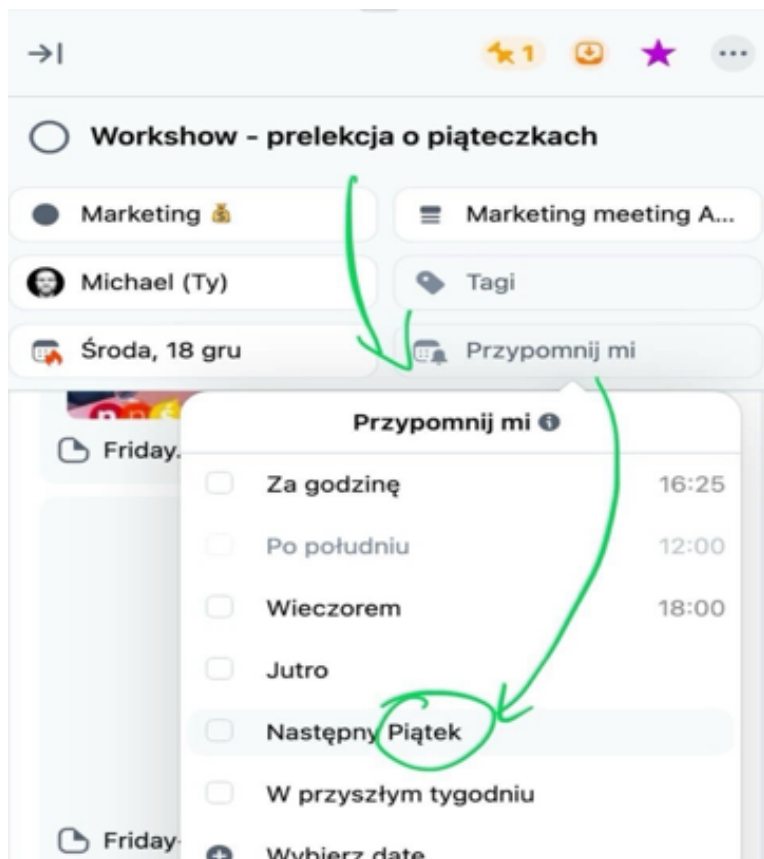 1
Workshow - prelekcja o piąteczkach
Marketing 💰
Marketing meeting A...
Michael (Ty)
Tagi
Środa, 18 gru
Przypomnij mi
Przypomnij mi
Friday.
Za godzinę 16:25
Po południu 12:00
Wieczorem 18:00
Jutro
Następny Piątek
W przyszłym tygodniu
Friday-
Wybierz datę